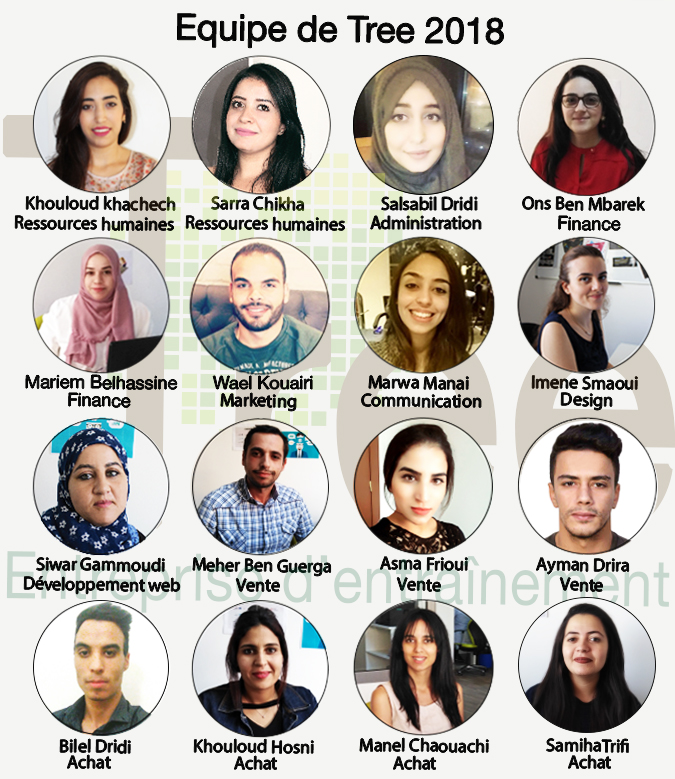 Equipe de Tree 2018
Khouloud khachech Sarra Chikha Salsabil Dridi Ons Ben Mbarek
Ressources humaines Ressources humaines Administration Finance
Mariem Belhassine Wael Kouairi Marwa Manai Imene Smaoui
Finance Marketing Communication Design
Siwar Gammoudi Meher Ben Guerga Asma Frioui Ayman Drira
Développement web Vente Vente Vente
Entreprise d'entraînement
Bilel Dridi Khouloud Hosni Manel Chaouachi SamihaTrifi
Achat Achat Achat Achat
Tree